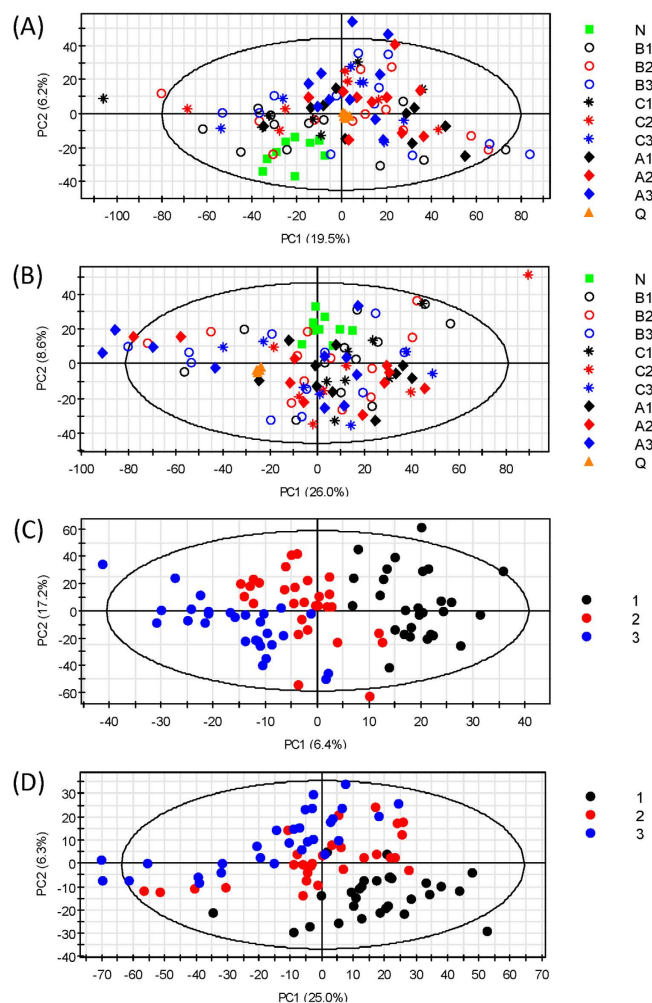 (A)
PC2 (6.2%)
40
20
0
-20
-40
-100 -80 -60 -40 -20 0 20 40 60 80 100
PC1 (19.5%)
N
B1
B2
B3
C1
C2
C3
A1
A2
A3
Q
(B)
PC2 (8.6%)
40
20
0
-20
-40
-100 -80 -60 -40 -20 0 20 40 60 80
PC1 (26.0%)
N
B1
B2
B3
C1
C2
C3
A1
A2
A3
Q
(C)
PC2 (17.2%)
60
40
20
0
-20
-40
-60
-40 -30 -20 -10 0 10 20 30 40
PC1 (6.4%)
1
2
3
(D)
PC2 (6.3%)
30
20
10
0
-10
-20
-30
-40
-70 -60 -50 -40 -30 -20 -10 0 10 20 30 40 50 60 70
PC1 (25.0%)
1
2
3